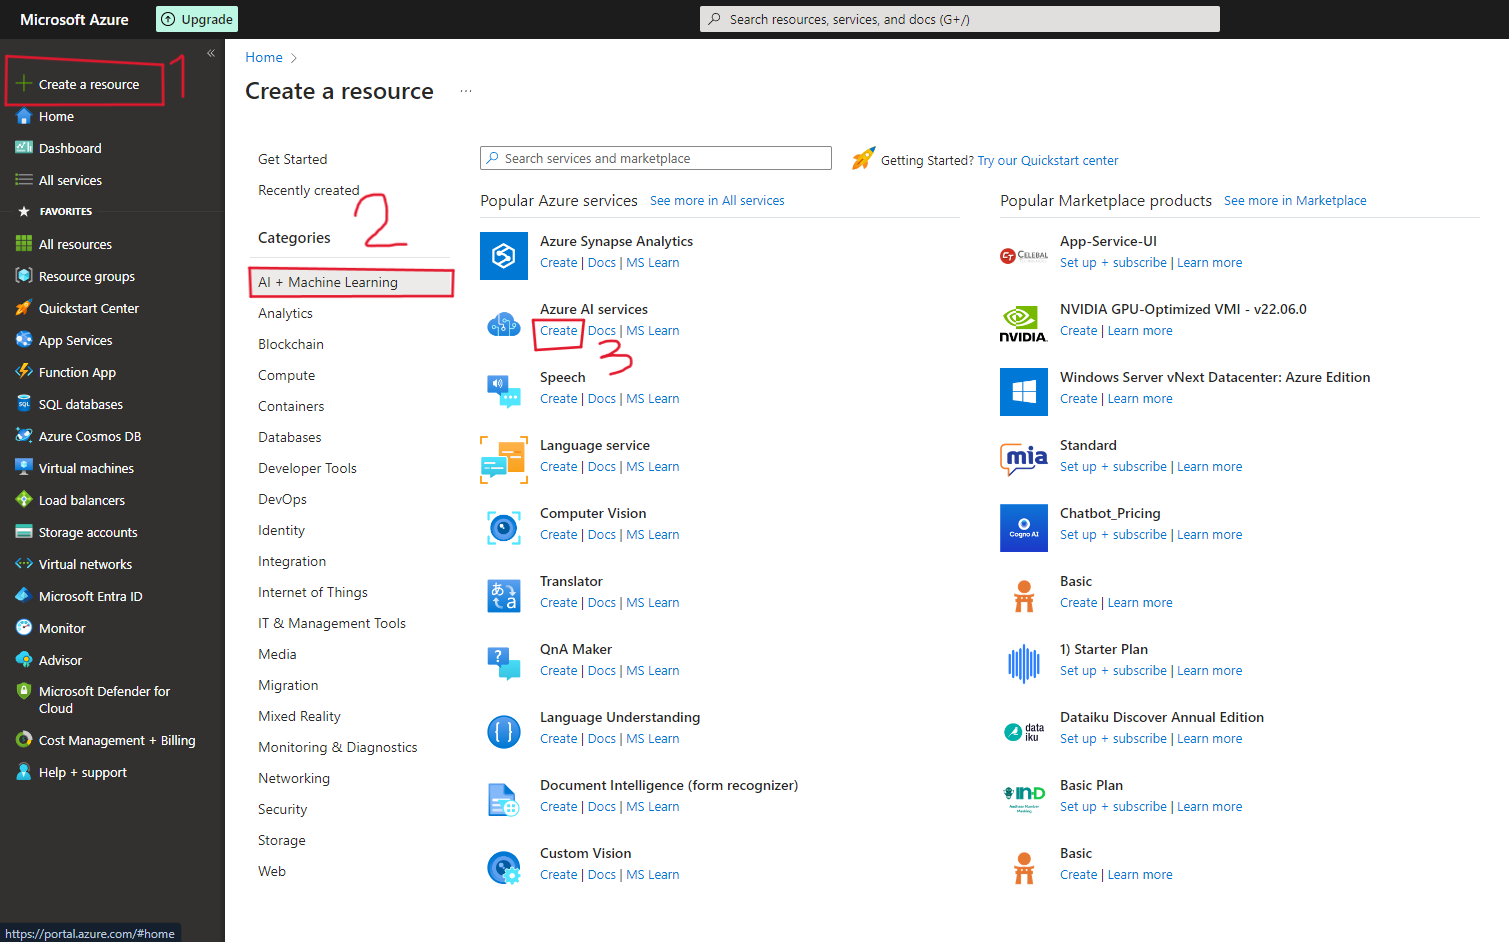 Microsoft Azure
Upgrade
Search resources, services, and docs (G+/)
«
1
Create a resource
Home
Dashboard
All services
FAVORITES
All resources
Resource groups
Quickstart Center
App Services
Function App
SQL databases
Azure Cosmos DB
Virtual machines
Load balancers
Storage accounts
Virtual networks
Microsoft Entra ID
Monitor
Advisor
Microsoft Defender for
Cloud
Cost Management + Billing
Help + support
https://portal.azure.com/#home
Home >
Create a resource ...
Get Started
Recently created
2
Categories
AI + Machine Learning
Analytics
Blockchain
Compute
Containers
Databases
Developer Tools
DevOps
Identity
Integration
Internet of Things
IT & Management Tools
Media
Migration
Mixed Reality
Monitoring & Diagnostics
Networking
Security
Storage
Web
Search services and marketplace
Getting Started? Try our Quickstart center
Popular Azure services See more in All services
Azure Synapse Analytics
Create | Docs | MS Learn
Azure AI services
Create | Docs | MS Learn
3
Speech
Create | Docs | MS Learn
Language service
Create | Docs | MS Learn
Computer Vision
Create | Docs | MS Learn
あ
a
Translator
Create | Docs | MS Learn
?
QnA Maker
Create | Docs | MS Learn
{ }
Language Understanding
Create | Docs | MS Learn
Document Intelligence (form recognizer)
Create | Docs | MS Learn
Custom Vision
Create | Docs | MS Learn
Popular Marketplace products See more in Marketplace
CT CELEBAL
App-Service-UI
Set up + subscribe | Learn more
NVIDIA.
NVIDIA GPU-Optimized VMI - v22.06.0
Create | Learn more
Windows Server vNext Datacenter: Azure Edition
Create | Learn more
mia
Standard
Set up + subscribe | Learn more
Cogno AI
Chatbot_Pricing
Set up + subscribe | Learn more
Basic
Create | Learn more
1) Starter Plan
Set up + subscribe | Learn more
data
iku
Dataiku Discover Annual Edition
Set up + subscribe | Learn more
IND
Basic Plan
Set up + subscribe | Learn more
Basic
Create | Learn more